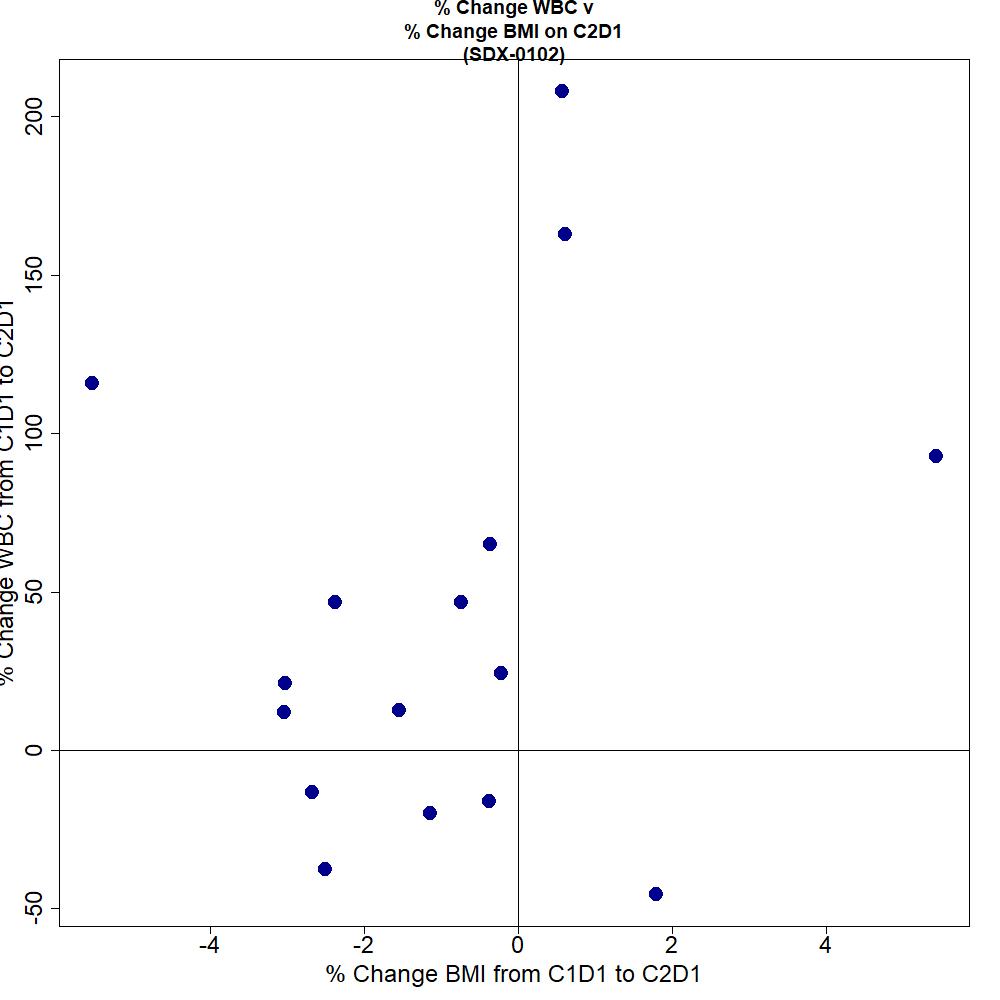 % Change WBC v
% Change BMI on C2D1
(SDX-0102)
% Change WBC from C1D1 to C2D1
200
150
100
50
0
-50
-4
-2
0
2
4
% Change BMI from C1D1 to C2D1